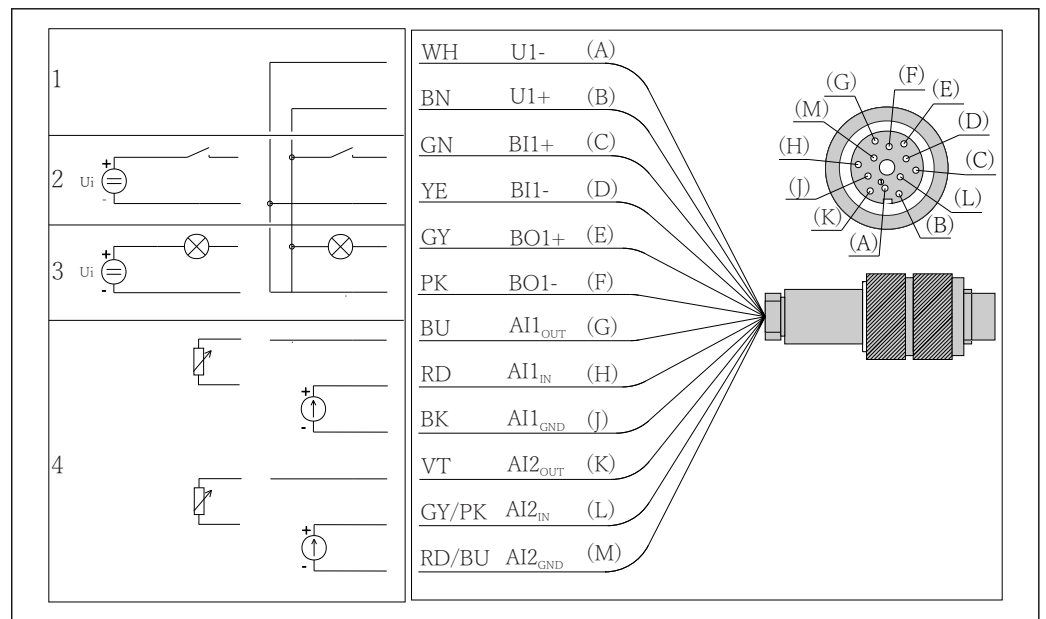 1
2 Ui + -
3 Ui + -
4
+ -
+ -
WH U1- (A)
BN U1+ (B)
GN BI1+ (C)
YE BI1- (D)
GY BO1+ (E)
PK BO1- (F)
BU AI1OUT (G)
RD AI1IN (H)
BK AI1GND (J)
VT AI2OUT (K)
GY/PK AI2IN (L)
RD/BU AI2GND (M)
(F)
(G) (E)
(M) (D)
(H) (C)
(J) (L)
(K) (B)
(A)